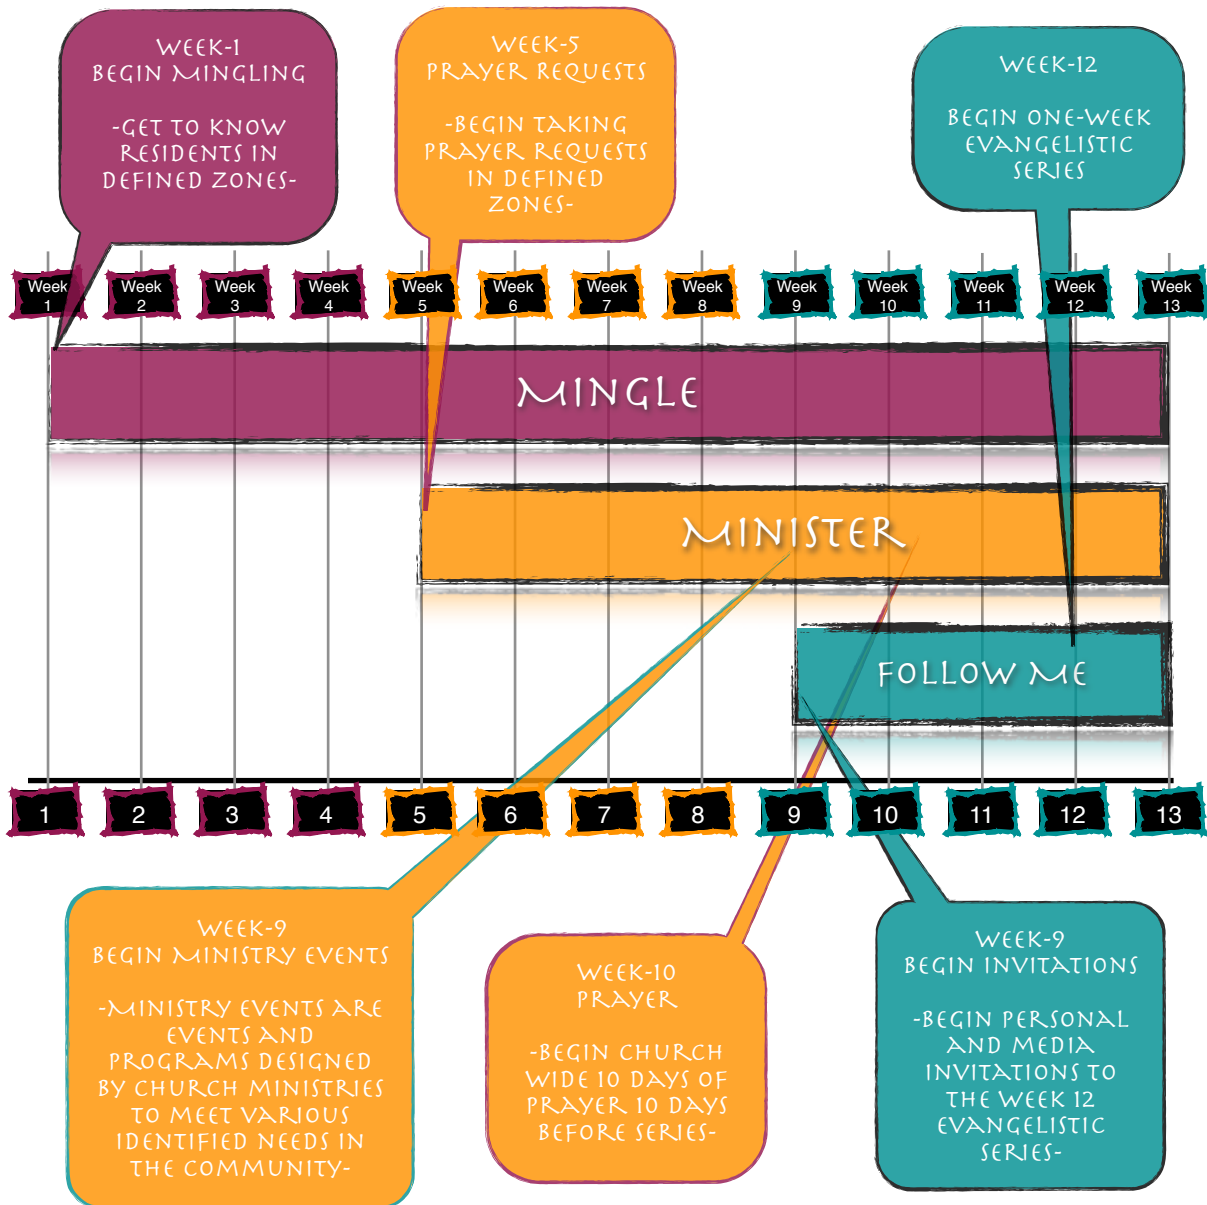 WEEK-1
BEGIN MINGLING
-GET TO KNOW
RESIDENTS IN
DEFINED ZONES-
WEEK-5
PRAYER REQUESTS
-BEGIN TAKING
PRAYER REQUESTS
IN DEFINED
ZONES-
WEEK-12
BEGIN ONE-WEEK
EVANGELISTIC
SERIES
Week
1
Week
2
Week
3
Week
4
Week
5
Week
6
Week
7
Week
8
Week
9
Week
10
Week
11
Week
12
Week
13
MINGLE
MINISTER
FOLLOW ME
1
2
3
4
5
6
7
8
9
10
11
12
13
WEEK-9
BEGIN MINISTRY EVENTS
-MINISTRY EVENTS ARE
EVENTS AND
PROGRAMS DESIGNED
BY CHURCH MINISTRIES
TO MEET VARIOUS
IDENTIFIED NEEDS IN
THE COMMUNITY-
WEEK-10
PRAYER
-BEGIN CHURCH
WIDE 10 DAYS OF
PRAYER 10 DAYS
BEFORE SERIES-
WEEK-9
BEGIN INVITATIONS
-BEGIN PERSONAL
AND MEDIA
INVITATIONS TO
THE WEEK 12
EVANGELISTIC
SERIES-